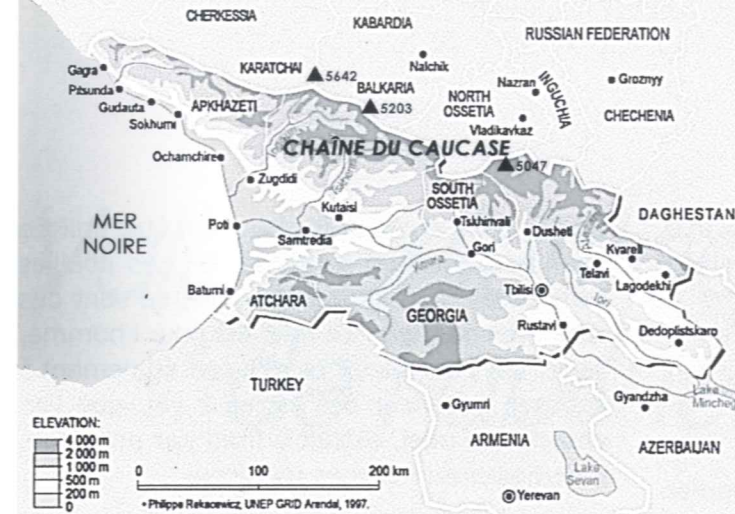 CHERKESSIA
KABARDIA
RUSSIAN FEDERATION
KARATCHAI
5642
Nalchik
Gagra
Pitsunda
Gudauta
Sokhumi
APKHAZETI
BALKARIA
5203
NORTH
OSSETIA
Nazran
INGUCHIA
Groznyy
CHECHENIA
Vladikavkaz
CHAÎNE DU CAUCASE
5047
Ochamchire
Zugdidi
SOUTH
OSSETIA
DAGHESTAN
MER
NOIRE
Poti
Kutaisi
Samtredia
Tskhinvali
Dusheti
Gori
Kvareli
Telavi
Lagodekhi
Batumi
ATCHARA
Tbilisi
Iori
GEORGIA
Rustavi
Dedoplistskaro
TURKEY
Gyumri
Gyandzha
Lake
ARMENIA
AZERBAIJAN
Lake
Sevan
Yerevan
ELEVATION:
4 000 m
2 000 m
1 000 m
500 m
200 m
0
0 100 200 km
• Philippe Rekacewicz, UNEP GRID Arendal, 1997.